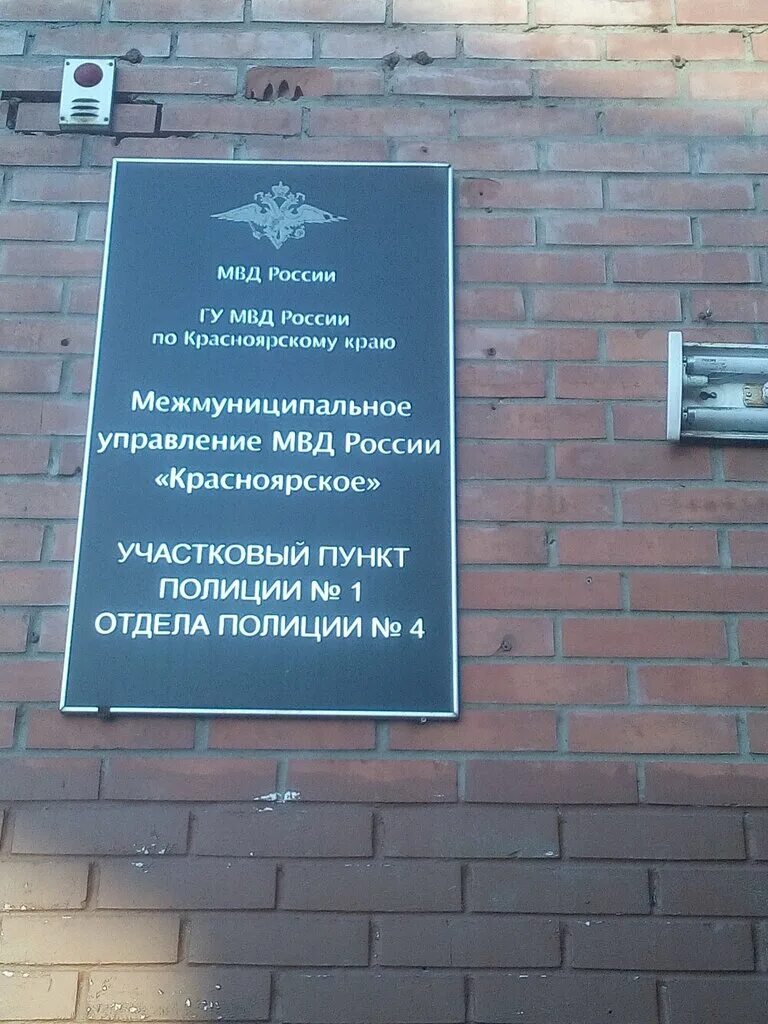 МВД России
ГУ МВД России
по Красноярскому краю
Межмуниципальное
управление МВД России
«Красноярское»
УЧАСТКОВЫЙ ПУНКТ
ПОЛИЦИИ № 1
ОТДЕЛА ПОЛИЦИИ № 4